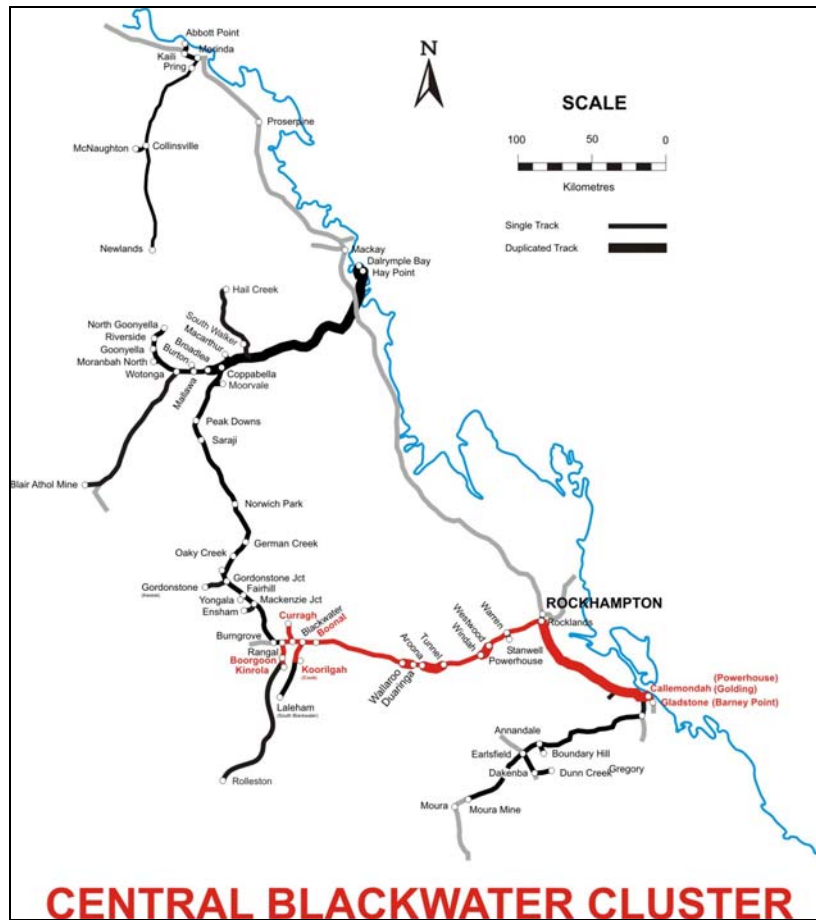 Abbott Point
Kaili
Morinda
Pring
N
SCALE
100
50
0
Kilometres
Proserpine
McNaughton
Collinsville
Single Track
Duplicated Track
Newlands
Mackay
Dalrymple Bay
Hay Point
Hail Creek
North Goonyella
Riverside
Goonyella
Moranbah North
Wotonga
South Walker
Macarthur
Broadlea
Burton
Mallawa
Coppabella
Moorvale
Peak Downs
Saraji
Blair Athol Mine
Norwich Park
German Creek
Oaky Creek
Gordonstone Jct
Gordonstone
Fairhill
Yongala
Mackenzie Jct
Ensham
Curragh
Blackwater
Boonal
Burngrove
Rangal
Boorgoon
Kinrola
Koorilgah
(Cook)
Laleham
(South Blackwater)
Rolleston
Wallaroo
Duaringa
Aroona
Tunnel
Windah
Westwood
Warren
Stanwell
Powerhouse
ROCKHAMPTON
Rocklands
(Powerhouse)
Callemondah
(Golding)
Gladstone (Barney Point)
Annandale
Earlsfield
Boundary Hill
Dakenba
Dunn Creek
Gregory
Moura
Moura Mine
CENTRAL BLACKWATER CLUSTER